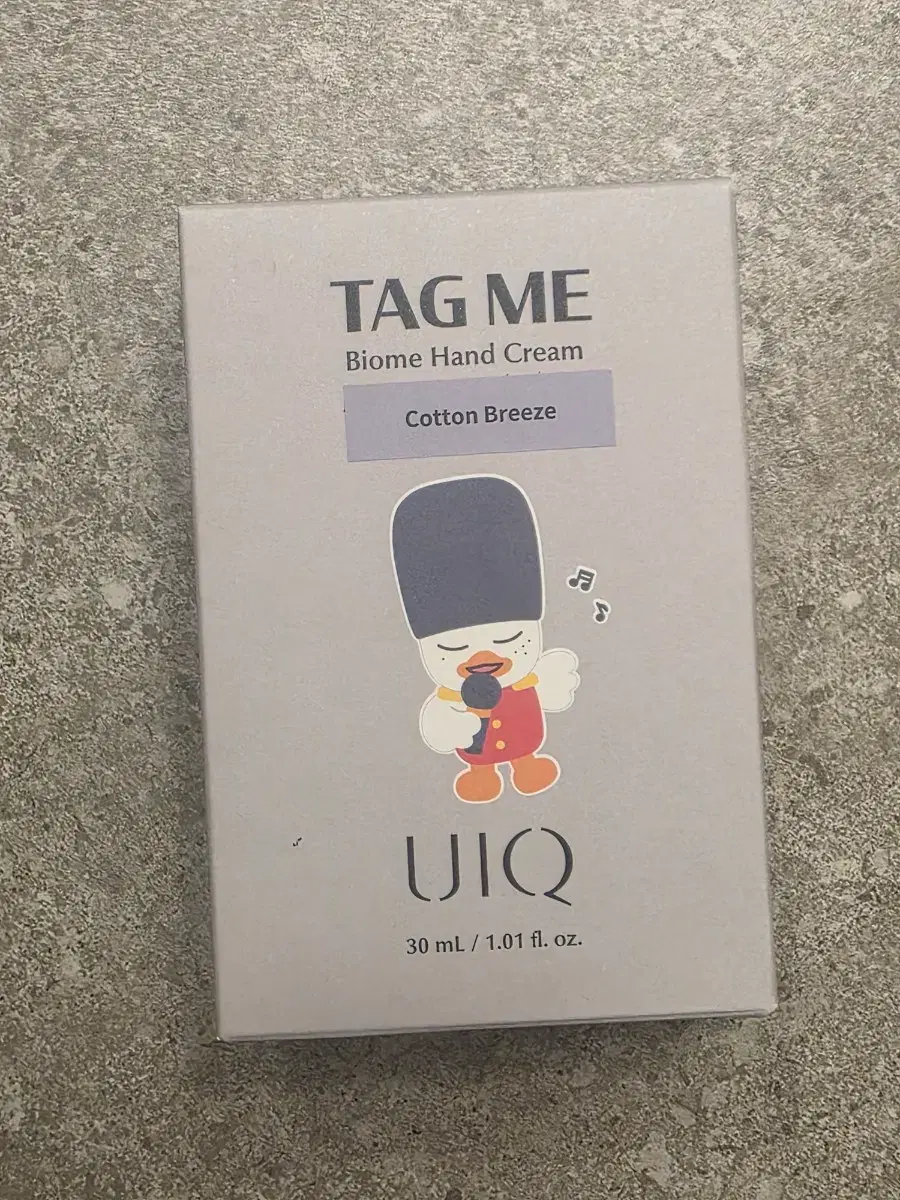 TAG ME
Biome Hand Cream
Cotton Breeze
UIQ
30 mL / 1.01 fl. oz.